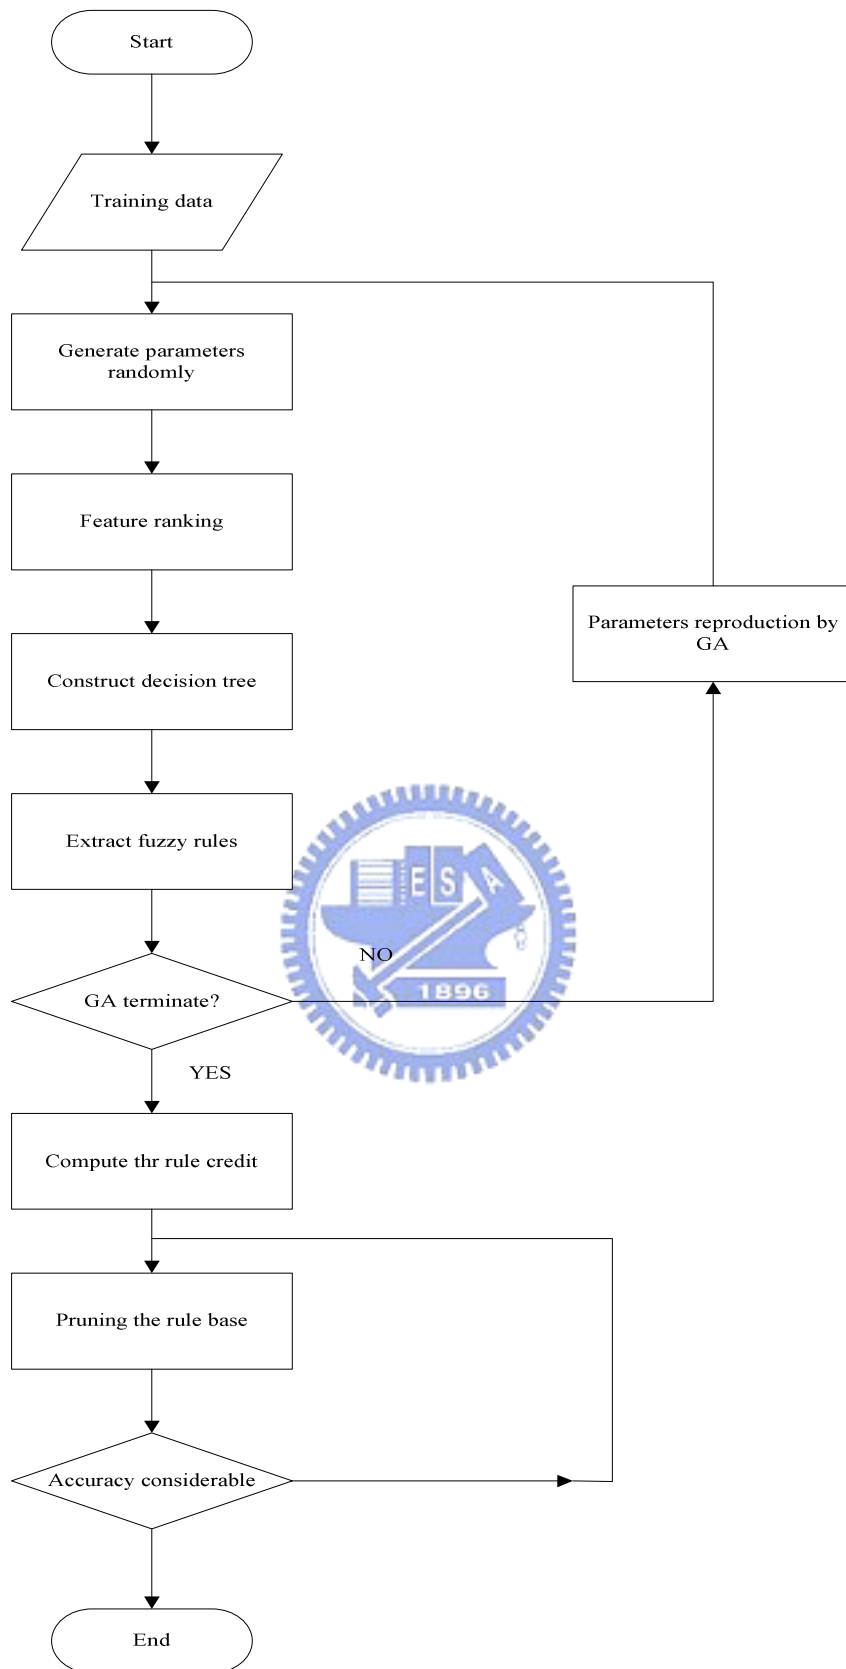 Start
Training data
Generate parameters
randomly
Feature ranking
Parameters reproduction by
GA
Construct decision tree
Extract fuzzy rules
E S A
NO
1896
GA terminate?
YES
Compute thr rule credit
Pruning the rule base
Accuracy considerable
End